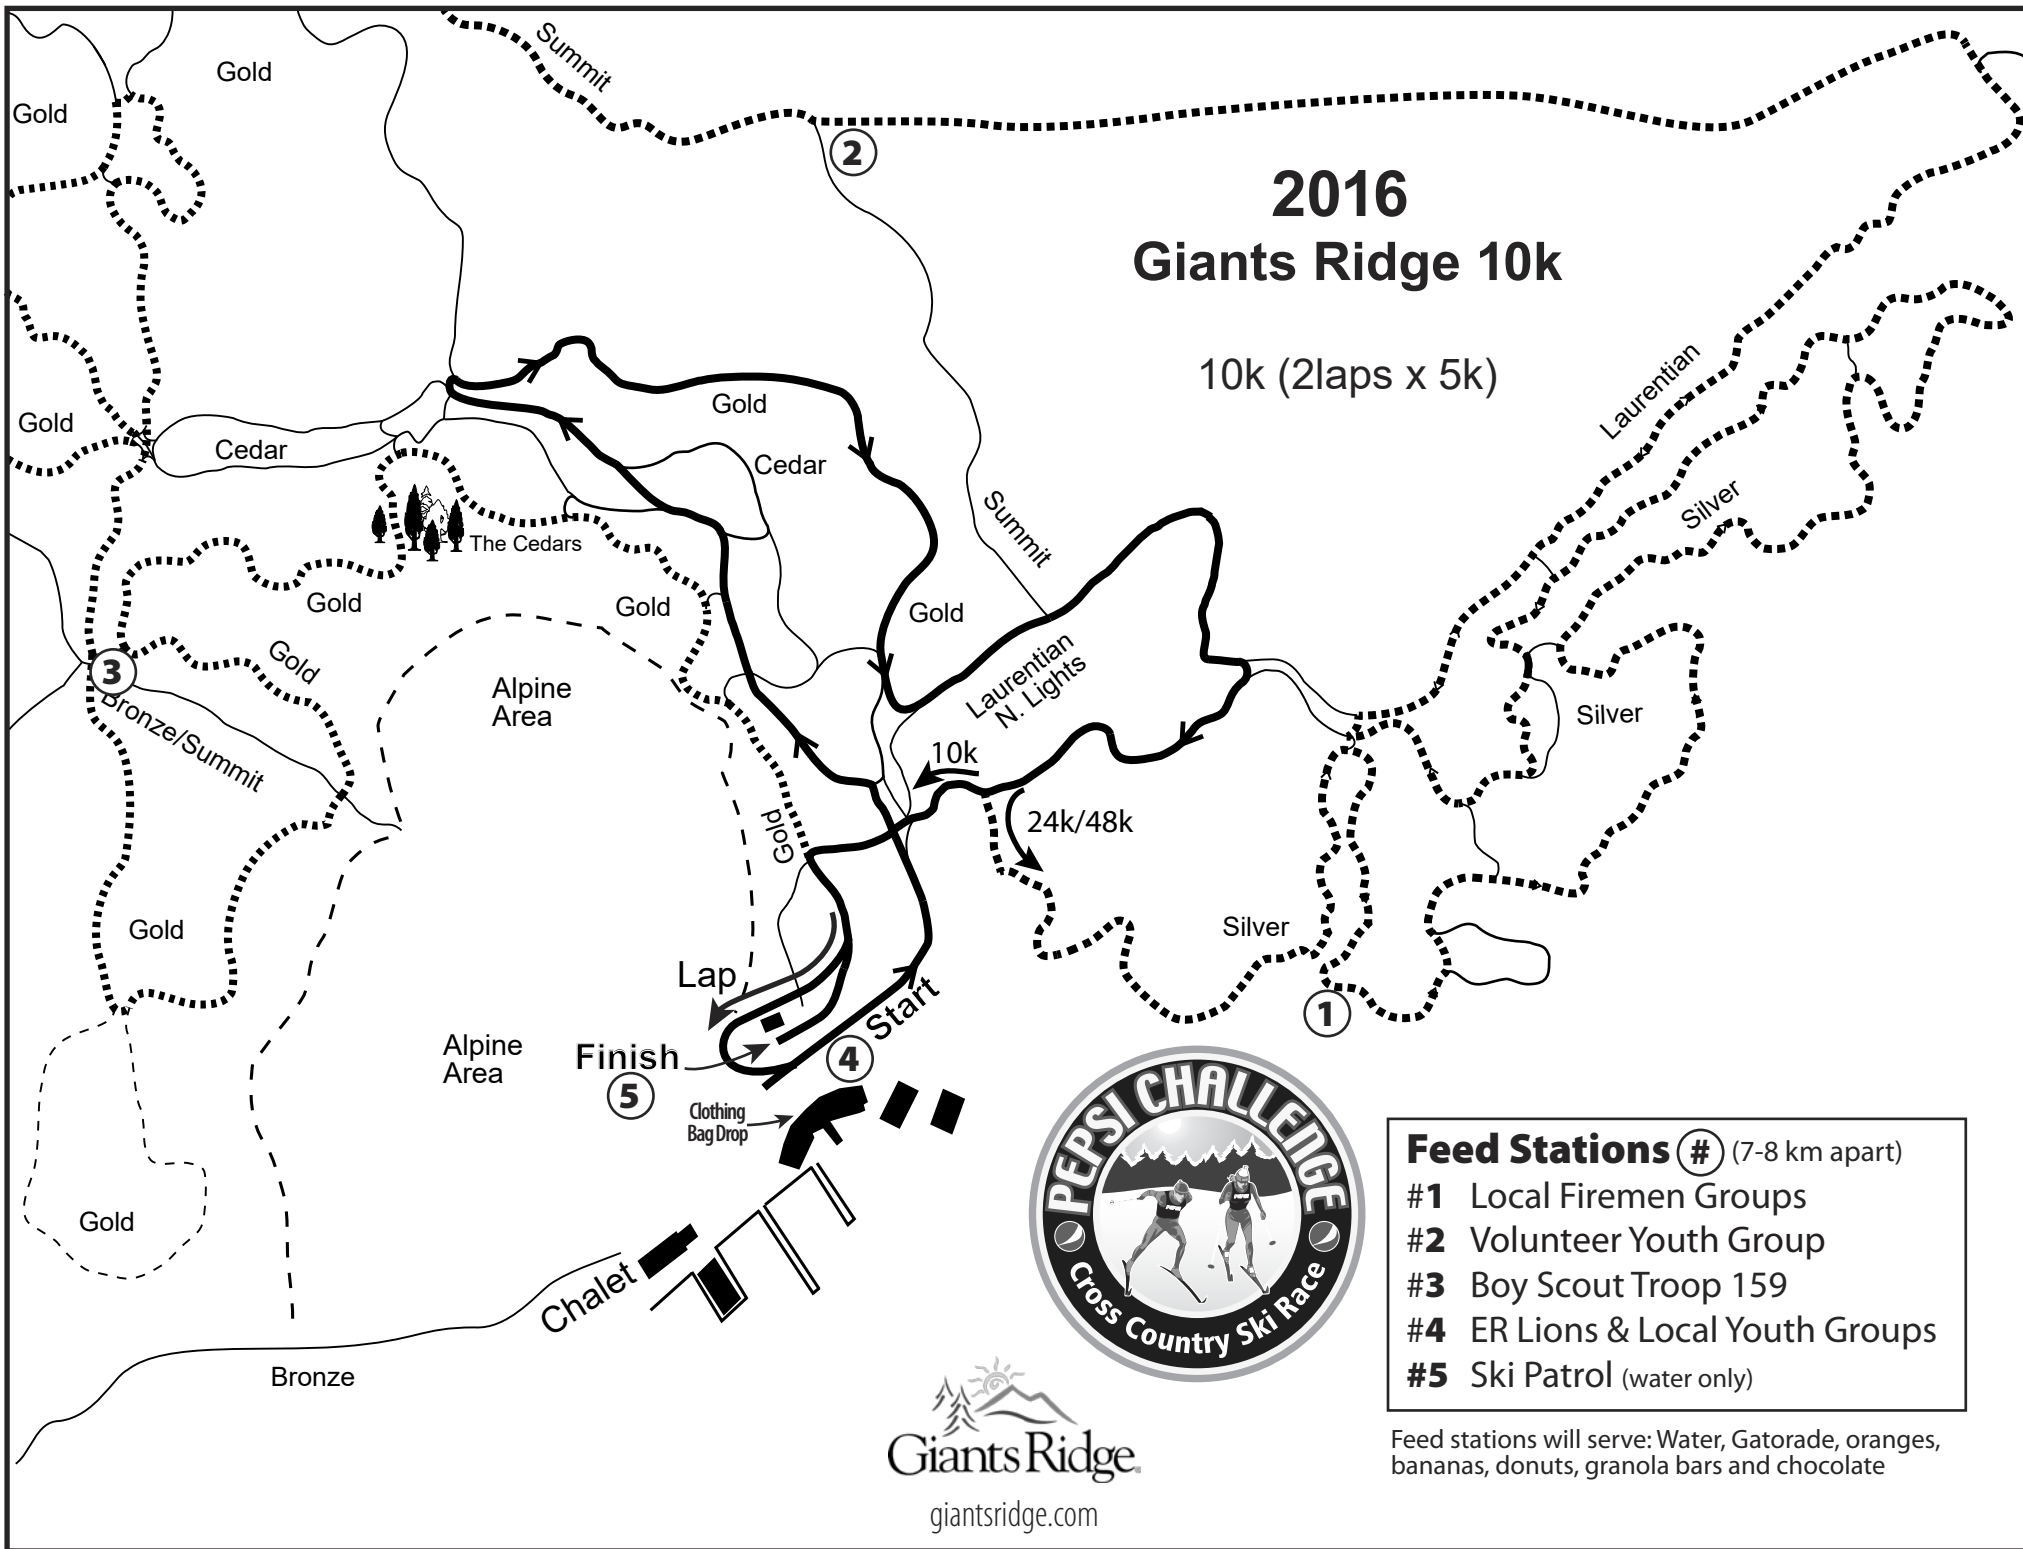 Summit
Gold
Gold
2
2016
Giants Ridge 10k
10k (2laps x 5k)
Laurentian
Gold
Gold
Cedar
Cedar
Silver
Summit
The Cedars
Gold
Gold
Gold
Gold
Laurentian
N. Lights
3
Bronze/Summit
Alpine
Area
Silver
10k
24k/48k
Gold
Gold
Silver
Lap
Start
1
Alpine
Area
Finish
4
5
Clothing
Bag Drop
PEPSI CHALLENGE
Cross Country Ski Race
Feed Stations # (7-8 km apart)
#1 Local Firemen Groups
#2 Volunteer Youth Group
#3 Boy Scout Troop 159
#4 ER Lions & Local Youth Groups
#5 Ski Patrol (water only)
Gold
Chalet
Bronze
Giants Ridge
giantsridge.com
Feed stations will serve: Water, Gatorade, oranges,
bananas, donuts, granola bars and chocolate